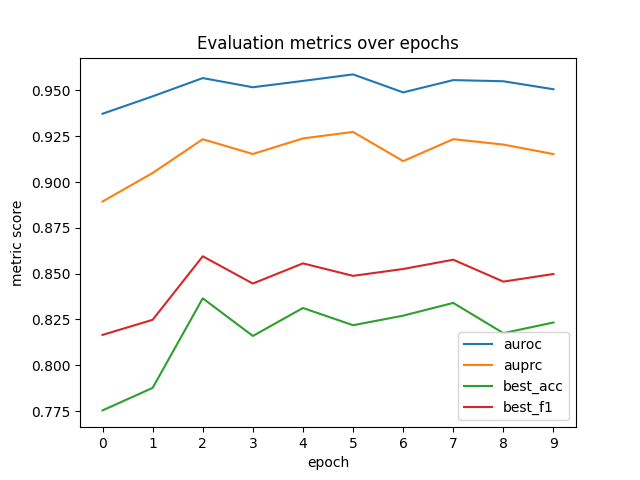 Evaluation metrics over epochs
metric score
0.950
0.925
0.900
0.875
0.850
0.825
0.800
0.775
auroc
auprc
best_acc
best_f1
0 1 2 3 4 5 6 7 8 9
epoch